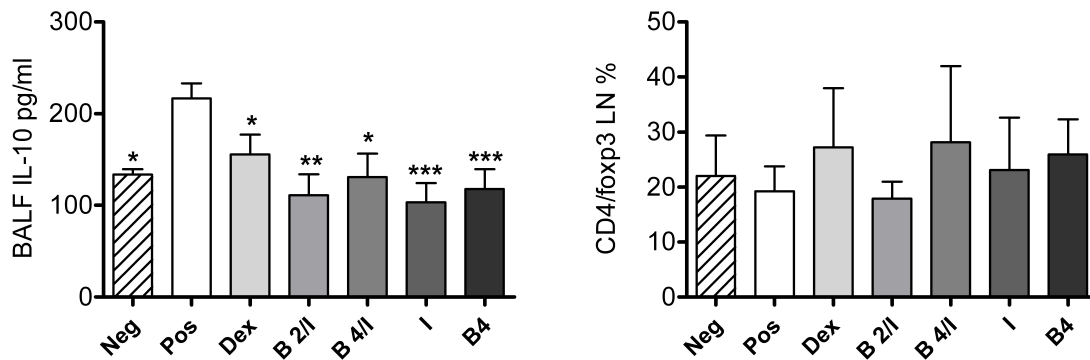 BALF IL-10 pg/ml
300
200
100
0
*
*
**
*
***
***
Neg
Pos
Dex
B 2/I
B 4/I
I
B4
CD4/foxp3 LN %
50
40
30
20
10
0
Neg
Pos
Dex
B 2/I
B 4/I
I
B4